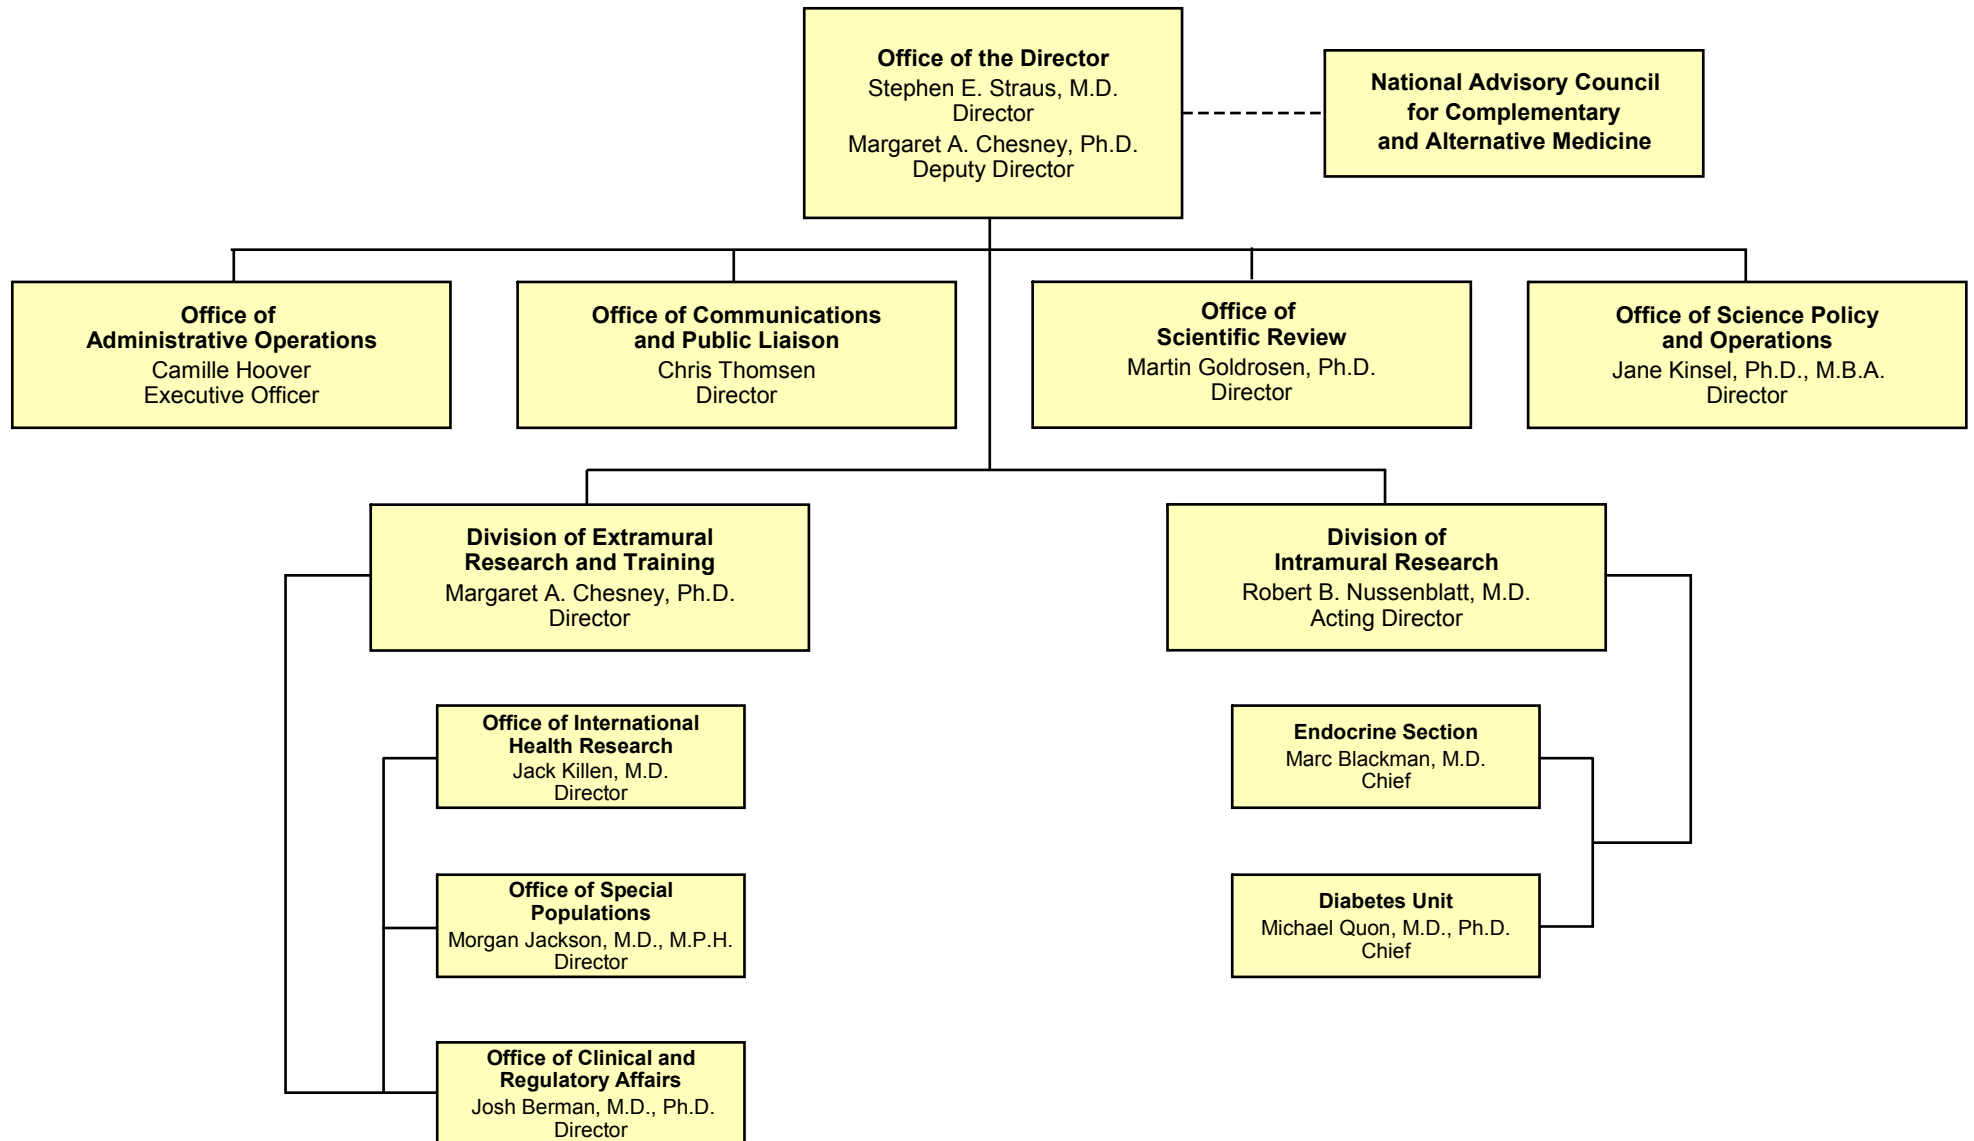 Office of the Director
Stephen E. Straus, M.D.
Director
Margaret A. Chesney, Ph.D.
Deputy Director
National Advisory Council
for Complementary
and Alternative Medicine
Office of
Administrative Operations
Camille Hoover
Executive Officer
Office of Communications
and Public Liaison
Chris Thomsen
Director
Office of
Scientific Review
Martin Goldrosen, Ph.D.
Director
Office of Science Policy
and Operations
Jane Kinsel, Ph.D., M.B.A.
Director
Division of Extramural
Research and Training
Margaret A. Chesney, Ph.D.
Director
Division of
Intramural Research
Robert B. Nussenblatt, M.D.
Acting Director
Office of International
Health Research
Jack Killen, M.D.
Director
Endocrine Section
Marc Blackman, M.D.
Chief
Office of Special
Populations
Morgan Jackson, M.D., M.P.H.
Director
Diabetes Unit
Michael Quon, M.D., Ph.D.
Chief
Office of Clinical and
Regulatory Affairs
Josh Berman, M.D., Ph.D.
Director